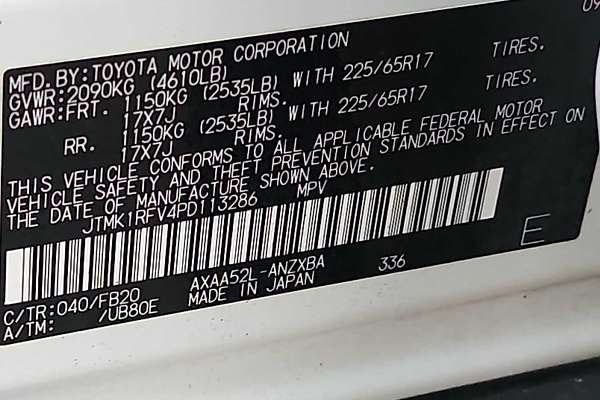 09
MFD.BY:TOYOTA MOTOR CORPORATION
GVWR:2090KG (4610LB)
GAWR:FRT. 1150KG (2535LB) WITH 225/65R17 TIRES.
17X7J RIMS.
RR. 1150KG (2535LB) WITH 225/65R17 TIRES.
17X7J RIMS.
THIS VEHICLE CONFORMS TO ALL APPLICABLE FEDERAL MOTOR
VEHICLE SAFETY AND THEFT PREVENTION STANDARDS IN EFFECT ON
THE DATE OF MANUFACTURE SHOWN ABOVE.
JTMK1RFV4PD113286 MPV
E
C/TR:040/FB20 AXAA52L-ANZXBA 336
A/TM: /UB80E MADE IN JAPAN